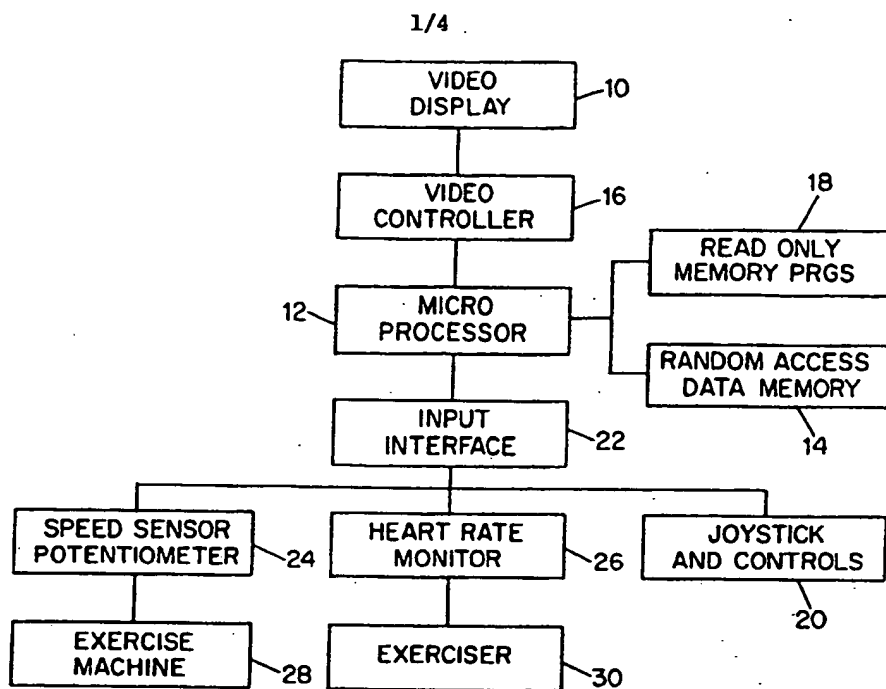 1/4
VIDEO
DISPLAY
10
VIDEO
CONTROLLER
16
18
READ ONLY
MEMORY PRGS
12
MICRO
PROCESSOR
RANDOM ACCESS
DATA MEMORY
14
INPUT
INTERFACE
22
SPEED SENSOR
POTENTIOMETER
24
HEART RATE
MONITOR
26
JOYSTICK
AND CONTROLS
20
EXERCISE
MACHINE
28
EXERCISER
30